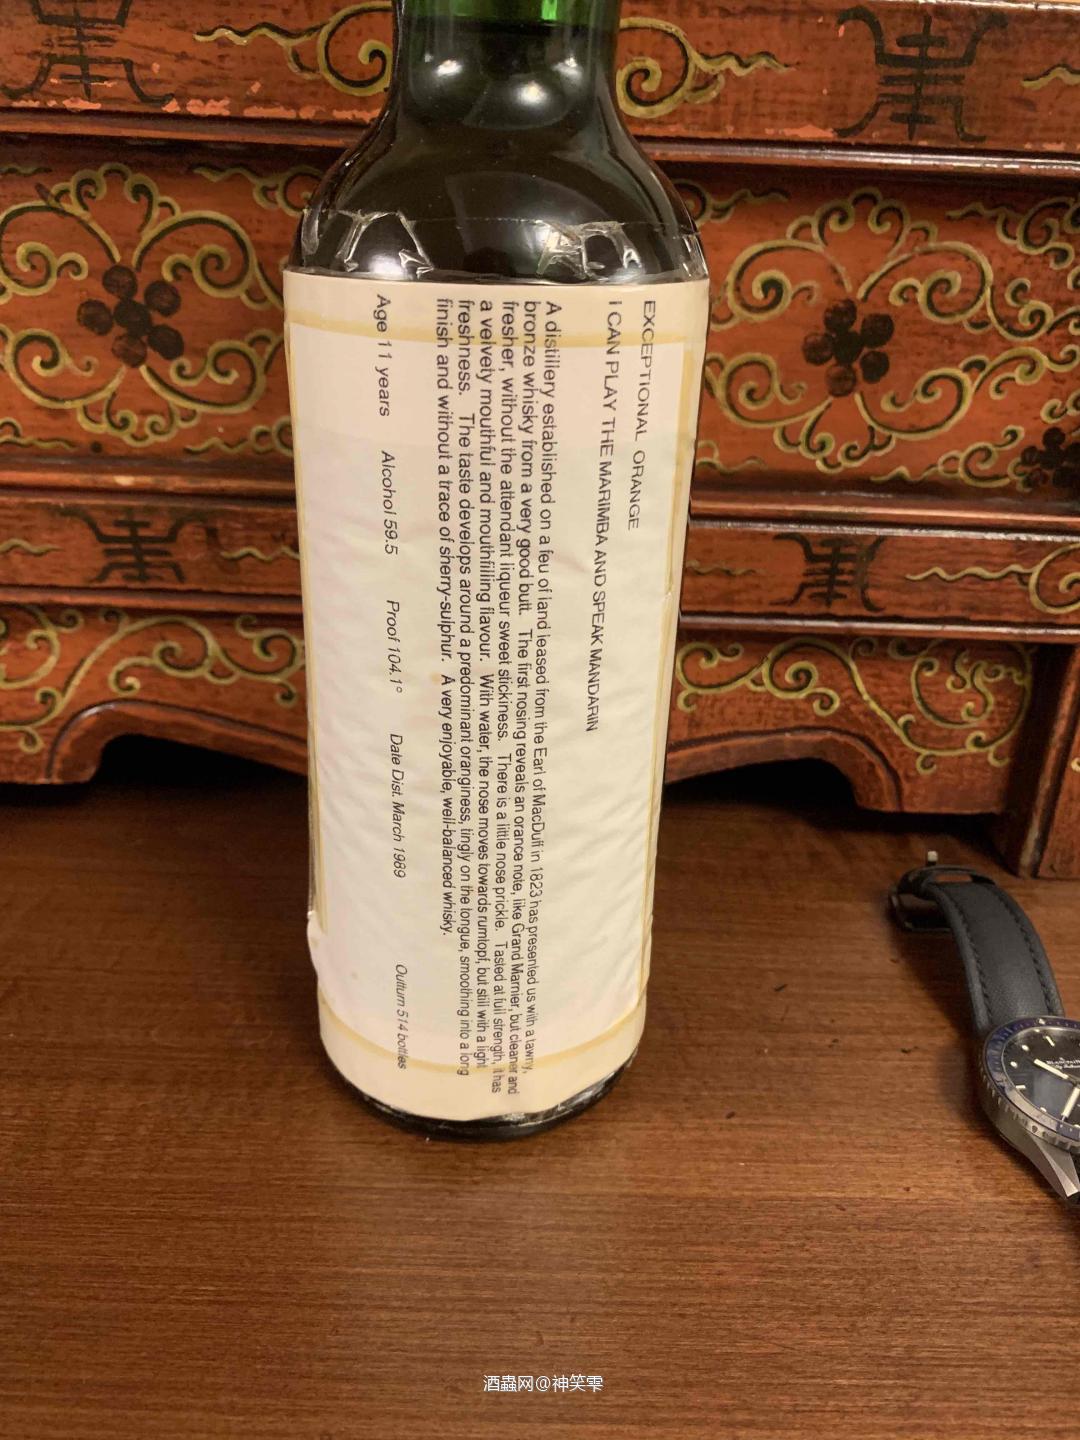 EXCEPTIONAL ORANGE
I CAN PLAY THE MARIMBA AND SPEAK MANDARIN
A distillery established on a feu of land leased from the Earl of MacDuff in 1823 has presented us with a tawny,
bronze whisky from a very good butt. The first nosing reveals an orance note, like Grand Marnier, but cleaner and
fresher, without the attendant liqueur sweet stickiness. There is a little nose prickle. Tasted at full strength, it has
a velvety mouthful and mouthfilling flavour. With water, the nose moves towards rumtopf, but still with a light
freshness. The taste develops around a predominant oranginess, tingly on the tongue, smoothing into a long
finish and without a trace of sherry-sulphur. A very enjoyable, well-balanced whisky.
Age 11 years Alcohol 59.5 Proof 104.1° Date Dist. March 1989 Outturn 514 bottles
BLANCPAIN
酒蟲网@神笑雫